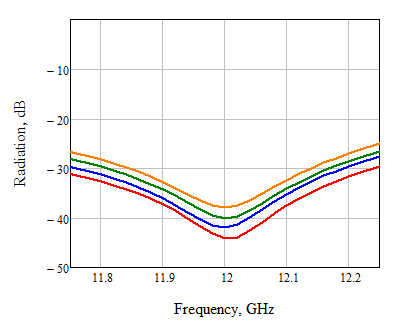 Radiation, dB
− 10
− 20
− 30
− 40
− 50
11.8 11.9 12 12.1 12.2
Frequency, GHz